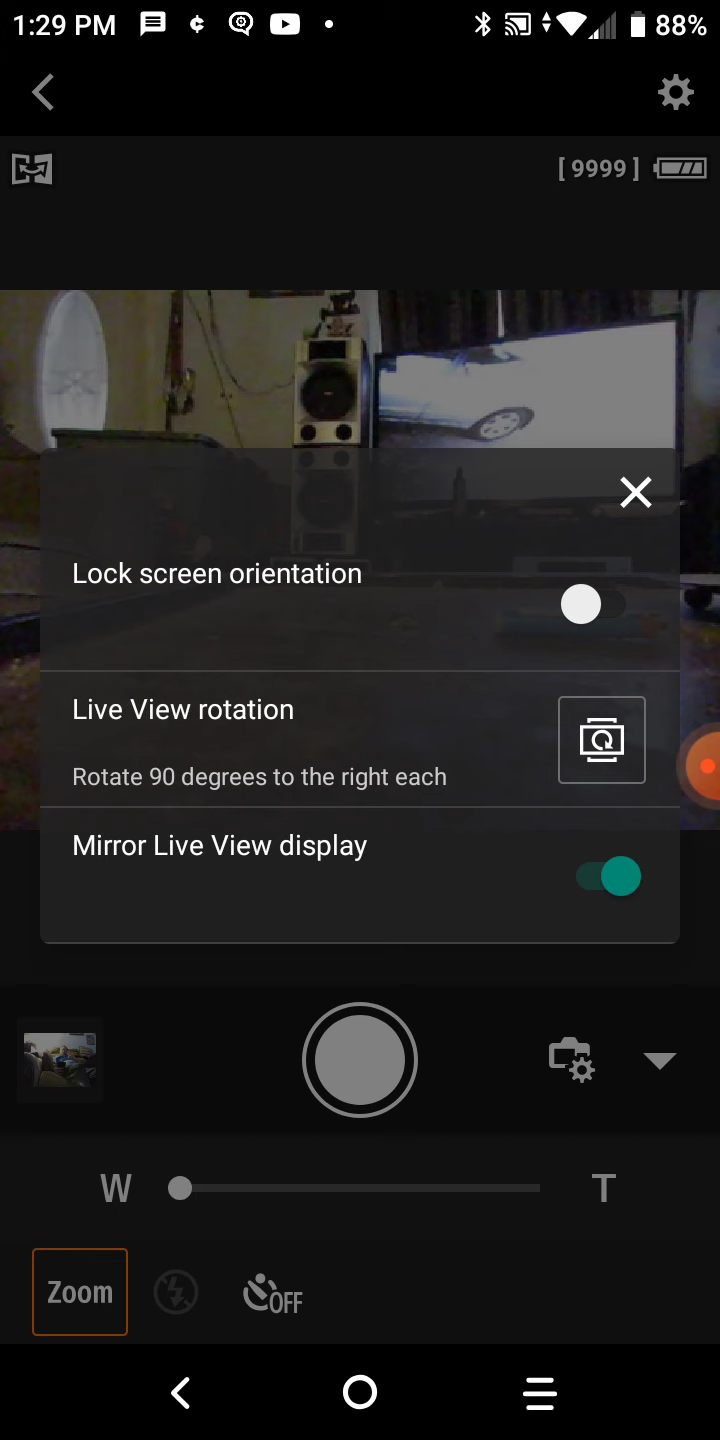 1:29 PM
88%
[ 9999 ]
Lock screen orientation
Live View rotation
Rotate 90 degrees to the right each
Mirror Live View display
W
T
Zoom
OFF